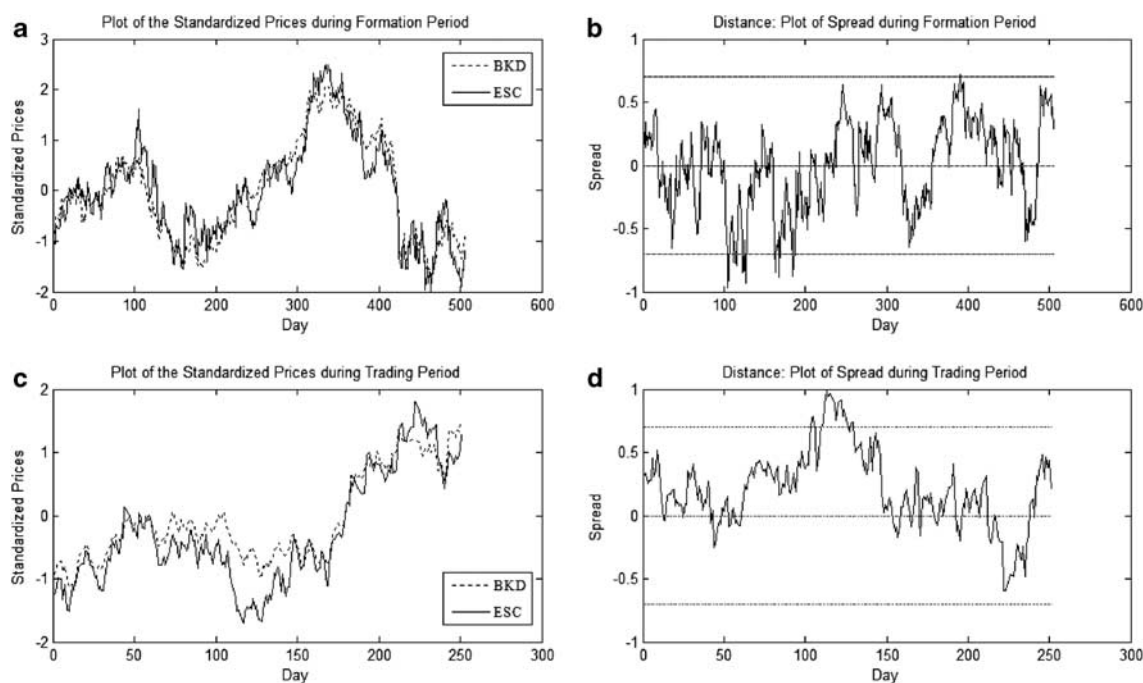 a
Plot of the Standardized Prices during Formation Period
3
2
1
0
-1
-2
Standardized Prices
BKD
ESC
0 100 200 300 400 500 600
Day
b
Distance: Plot of Spread during Formation Period
1
0.5
0
-0.5
-1
Spread
0 100 200 300 400 500 600
Day
c
Plot of the Standardized Prices during Trading Period
2
1
0
-1
-2
Standardized Prices
BKD
ESC
0 50 100 150 200 250 300
Day
d
Distance: Plot of Spread during Trading Period
1
0.5
0
-0.5
-1
Spread
0 50 100 150 200 250 300
Day